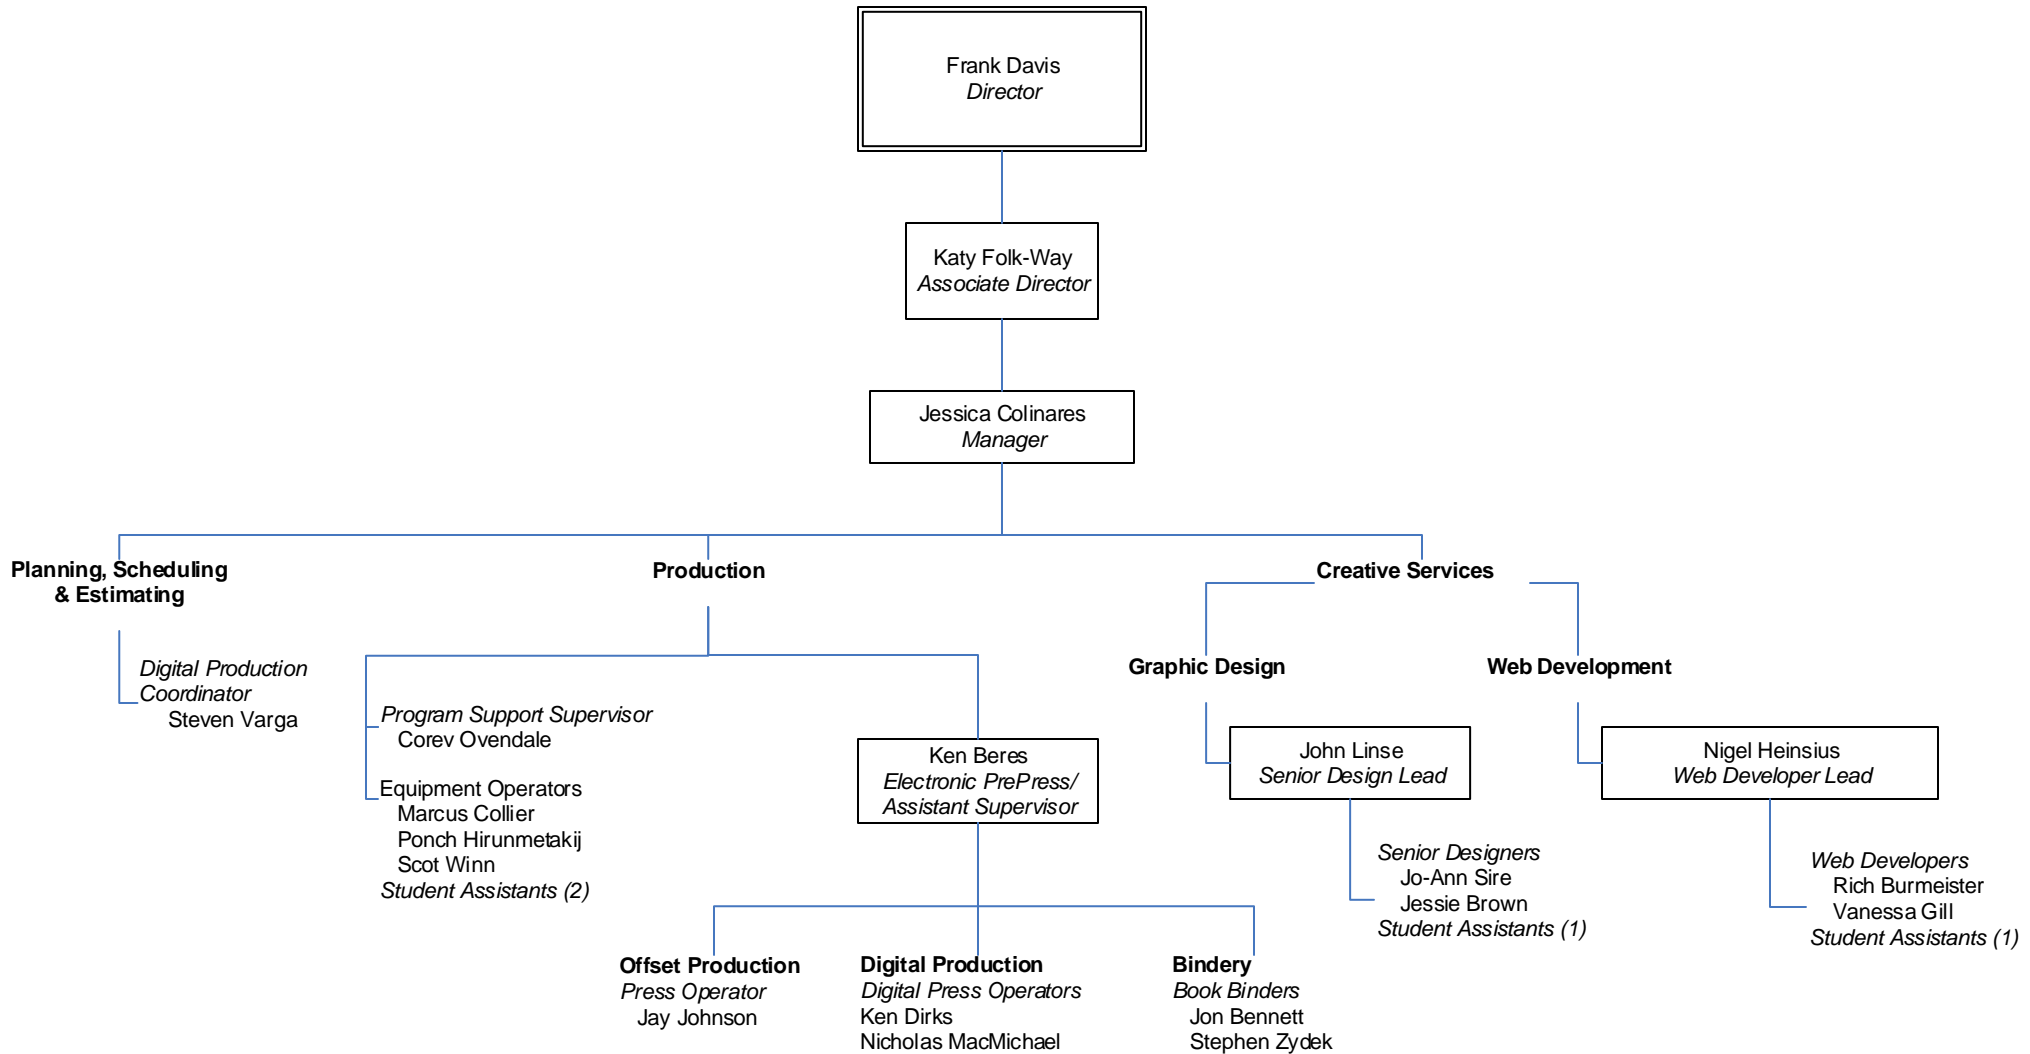 Frank Davis
Director
Katy Folk-Way
Associate Director
Jessica Colinares
Manager
Planning, Scheduling
& Estimating
Digital Production
Coordinator
Steven Varga
Production
Program Support Supervisor
Corev Ovendale
Equipment Operators
Marcus Collier
Ponch Hirunmetakij
Scot Winn
Student Assistants (2)
Ken Beres
Electronic PrePress/
Assistant Supervisor
Offset Production
Press Operator
Jay Johnson
Digital Production
Digital Press Operators
Ken Dirks
Nicholas MacMichael
Bindery
Book Binders
Jon Bennett
Stephen Zydek
Creative Services
Graphic Design
John Linse
Senior Design Lead
Senior Designers
Jo-Ann Sire
Jessie Brown
Student Assistants (1)
Web Development
Nigel Heinsius
Web Developer Lead
Web Developers
Rich Burmeister
Vanessa Gill
Student Assistants (1)